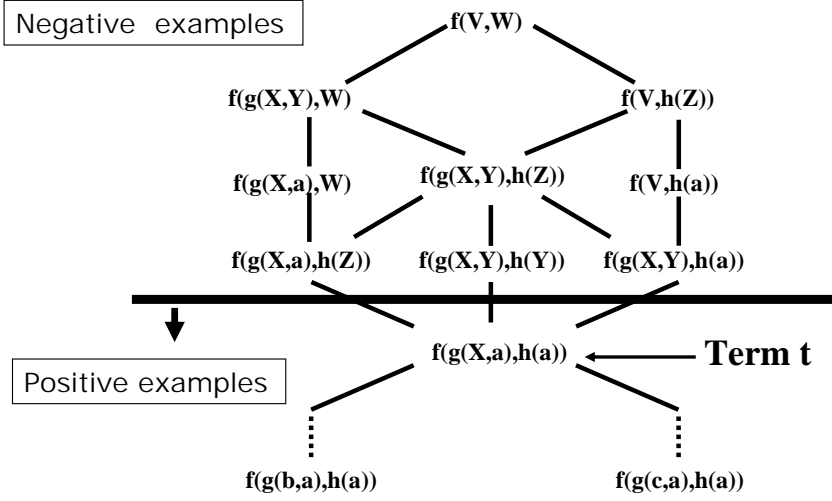 Negative examples
f(V,W)
f(g(X,Y),W)
f(V,h(Z))
f(g(X,a),W)
f(g(X,Y),h(Z))
f(V,h(a))
f(g(X,a),h(Z))
f(g(X,Y),h(Y))
f(g(X,Y),h(a))
f(g(X,a),h(a))
Term t
Positive examples
f(g(b,a),h(a))
f(g(c,a),h(a))